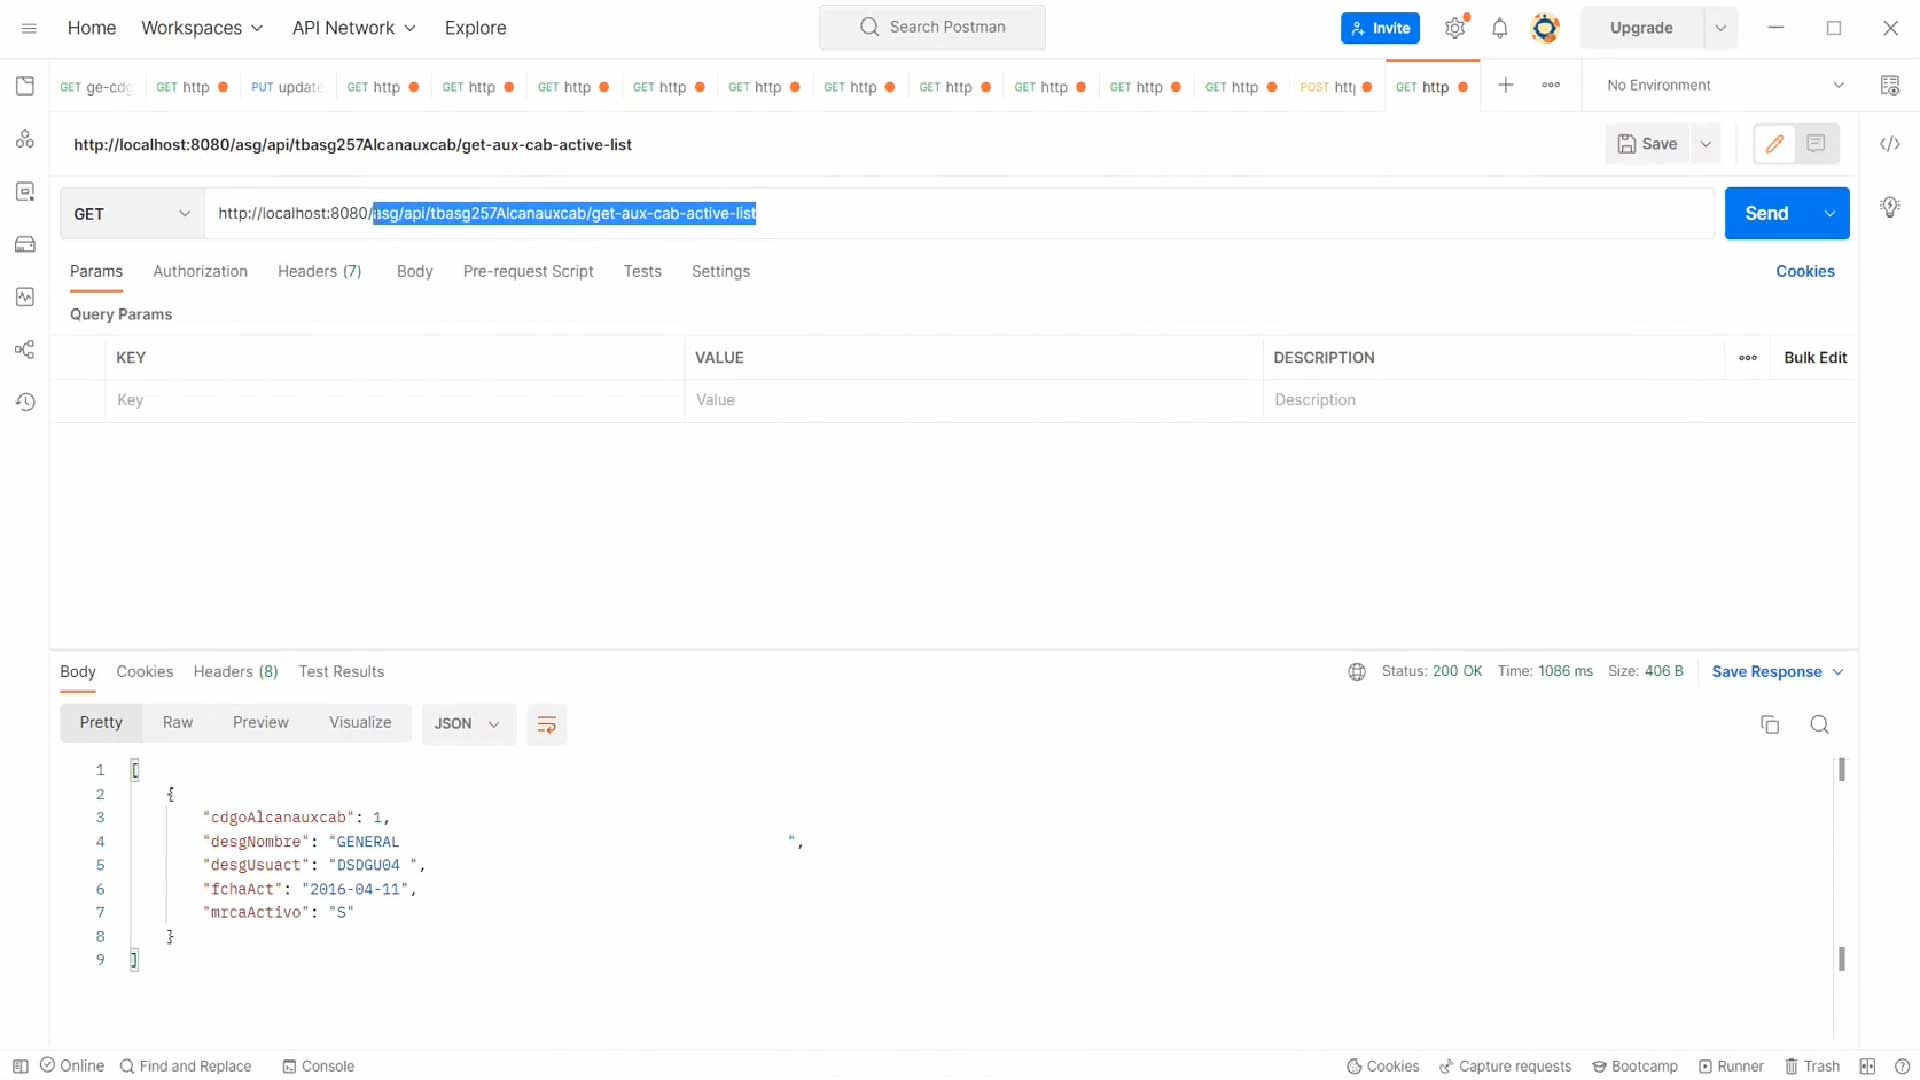 Home Workspaces API Network Explore Search Postman Invite Upgrade
GET ge-cdg GET http PUT update GET http GET http GET http GET http GET http GET http GET http GET http GET http GET http POST http GET http No Environment
http://localhost:8080/asg/api/tbasg257Alcanauxcab/get-aux-cab-active-list Save
GET http://localhost:8080/asg/api/tbasg257Alcanauxcab/get-aux-cab-active-list Send
Params Authorization Headers (7) Body Pre-request Script Tests Settings Cookies
Query Params
KEY VALUE DESCRIPTION Bulk Edit
Key Value Description
Body Cookies Headers (8) Test Results Status: 200 OK Time: 1086 ms Size: 406 B Save Response
Pretty Raw Preview Visualize JSON
1 [
2 {
3 "cdgoAlcanauxcab": 1,
4 "desgNombre": "GENERAL ",
5 "desgUsuact": "DSDGU04 ",
6 "fchaAct": "2016-04-11",
7 "mrcaActivo": "S"
8 }
9 ]
Online Find and Replace Console Cookies Capture requests Bootcamp Runner Trash